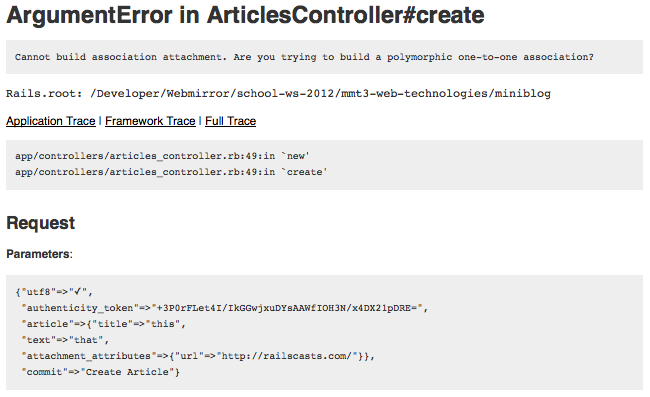 ArgumentError in ArticlesController#create
Cannot build association attachment. Are you trying to build a polymorphic one-to-one association?
Rails.root: /Developer/Webmirror/school-ws-2012/mmt3-web-technologies/miniblog
Application Trace | Framework Trace | Full Trace
app/controllers/articles_controller.rb:49:in `new'
app/controllers/articles_controller.rb:49:in `create'
Request
Parameters:
{"utf8"=>"✓",
"authenticity_token"=>"+3P0rFLet4I/IkGGwjxuDYsAAWfIOH3N/x4DX21pDRE=",
"article"=>{"title"=>"this",
"text"=>"that",
"attachment_attributes"=>{"url"=>"http://railscasts.com/"}},
"commit"=>"Create Article"}